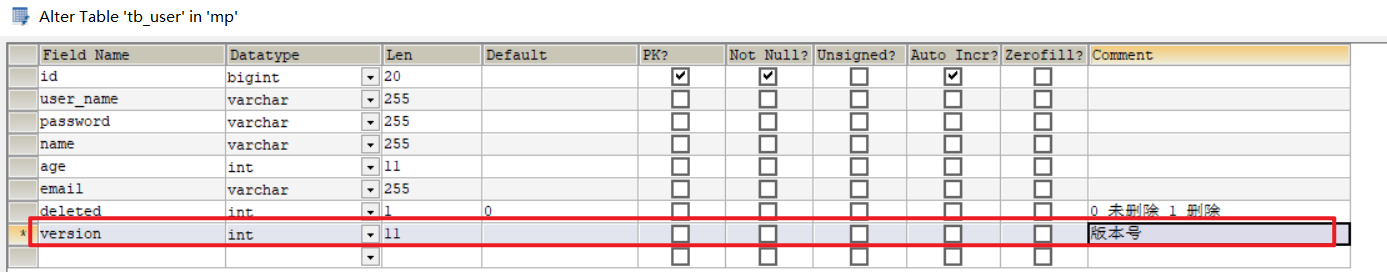 Alter Table 'tb_user' in 'mp'
Field Name Datatype Len Default PK? Not Null? Unsigned? Auto Incr? Zerofill? Comment
id bigint 20
user_name varchar 255
password varchar 255
name varchar 255
age int 11
email varchar 255
deleted int 1 0 0 未删除 1 删除
* version int 11 版本号